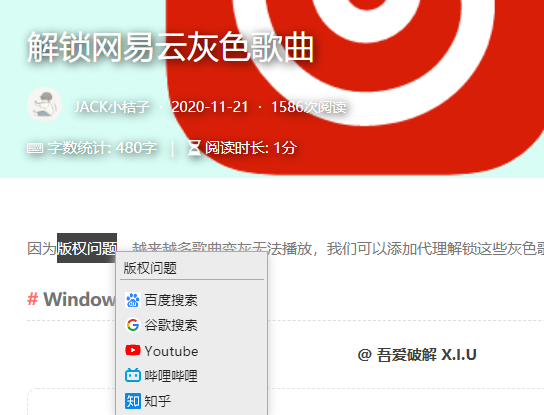 解锁网易云灰色歌曲
JACK小桔子 · 2020-11-21 · 1586次阅读
字数统计: 480字 | 阅读时长: 1分
因为版权问题，越来越多歌曲变灰无法播放，我们可以添加代理解锁这些灰色
版权问题
# Window
百度搜索
谷歌搜索
@ 吾爱破解 X.I.U
Youtube
哔哩哔哩
知 知乎